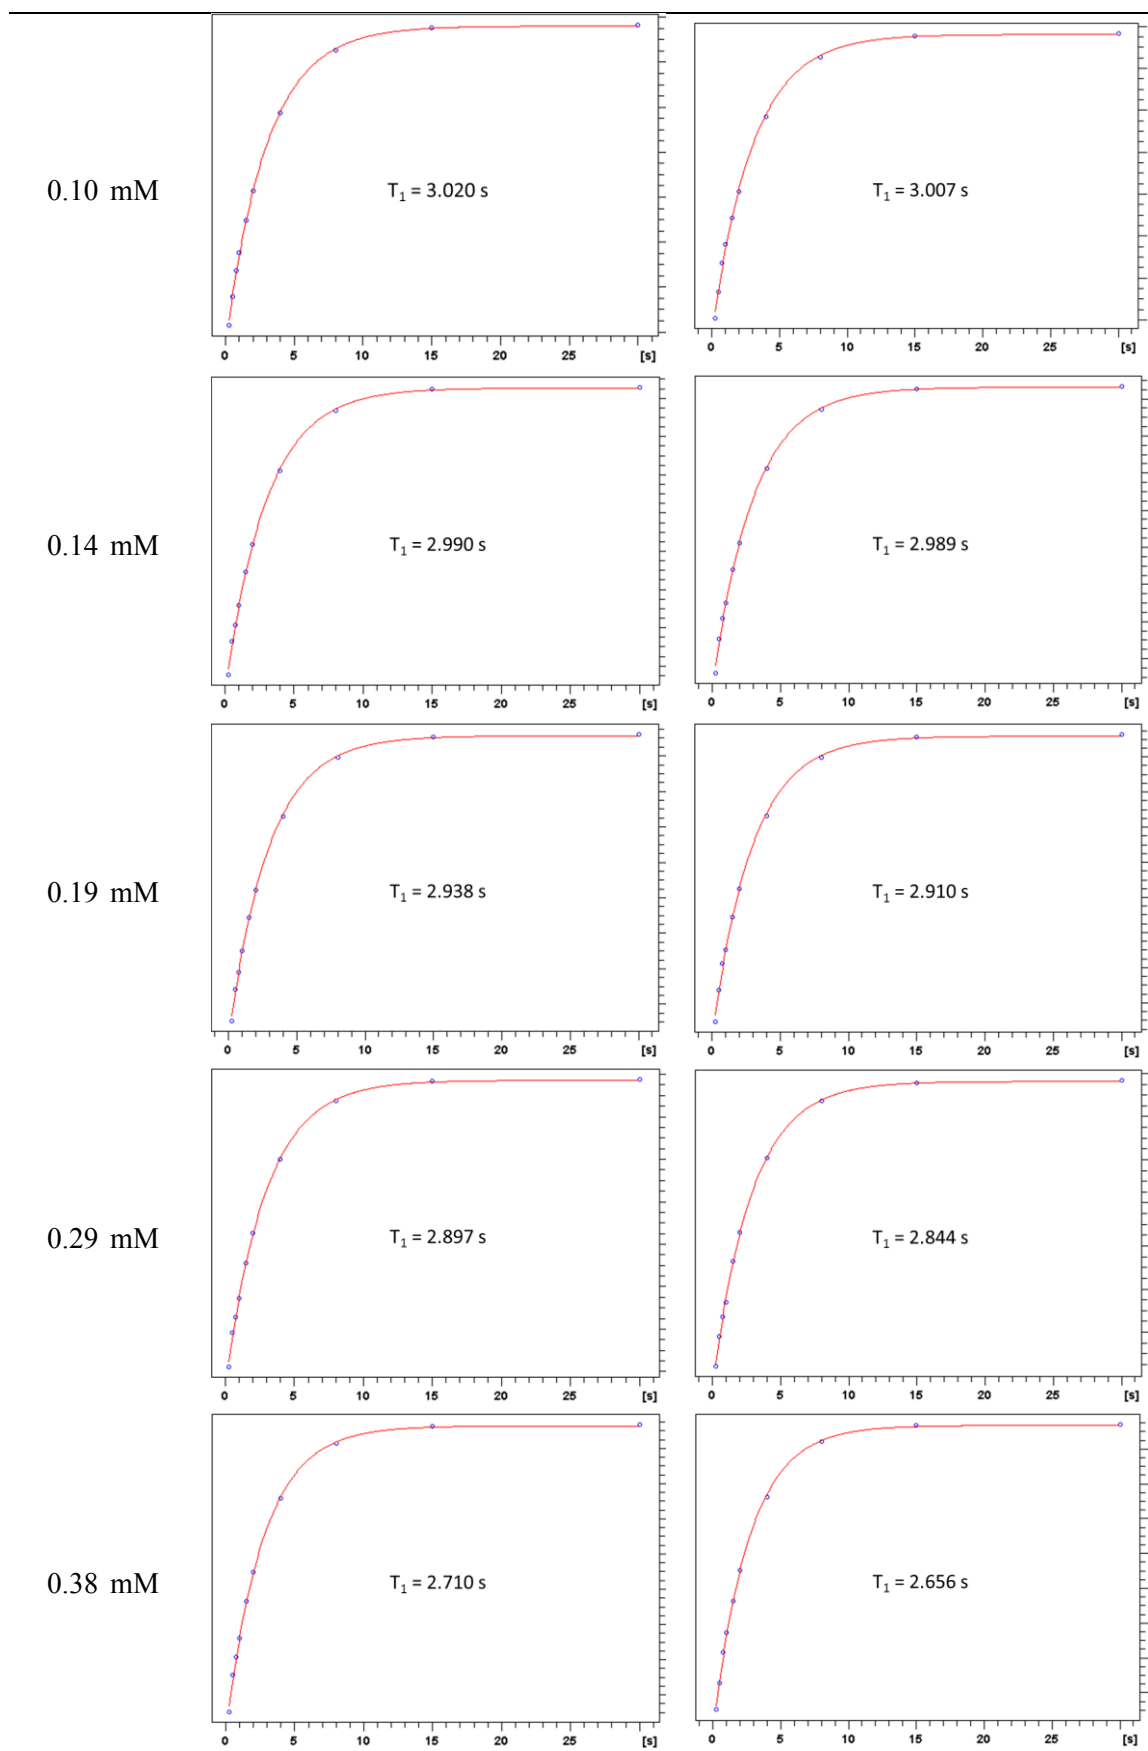 0.10 mM
T₁ = 3.020 s
0 5 10 15 20 25 [s]
T₁ = 3.007 s
0 5 10 15 20 25 [s]
0.14 mM
T₁ = 2.990 s
0 5 10 15 20 25 [s]
T₁ = 2.989 s
0 5 10 15 20 25 [s]
0.19 mM
T₁ = 2.938 s
0 5 10 15 20 25 [s]
T₁ = 2.910 s
0 5 10 15 20 25 [s]
0.29 mM
T₁ = 2.897 s
0 5 10 15 20 25 [s]
T₁ = 2.844 s
0 5 10 15 20 25 [s]
0.38 mM
T₁ = 2.710 s
0 5 10 15 20 25 [s]
T₁ = 2.656 s
0 5 10 15 20 25 [s]